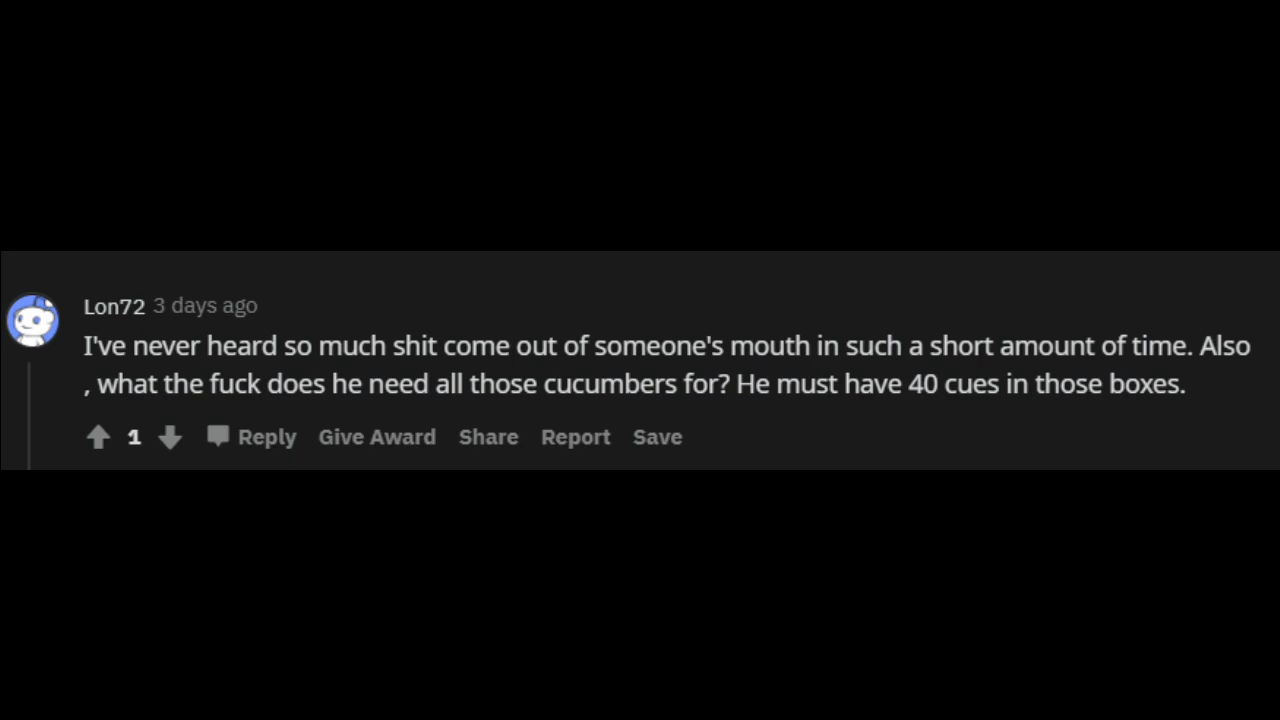 Lon72 3 days ago
I've never heard so much shit come out of someone's mouth in such a short amount of time. Also
, what the fuck does he need all those cucumbers for? He must have 40 cues in those boxes.
1 Reply Give Award Share Report Save